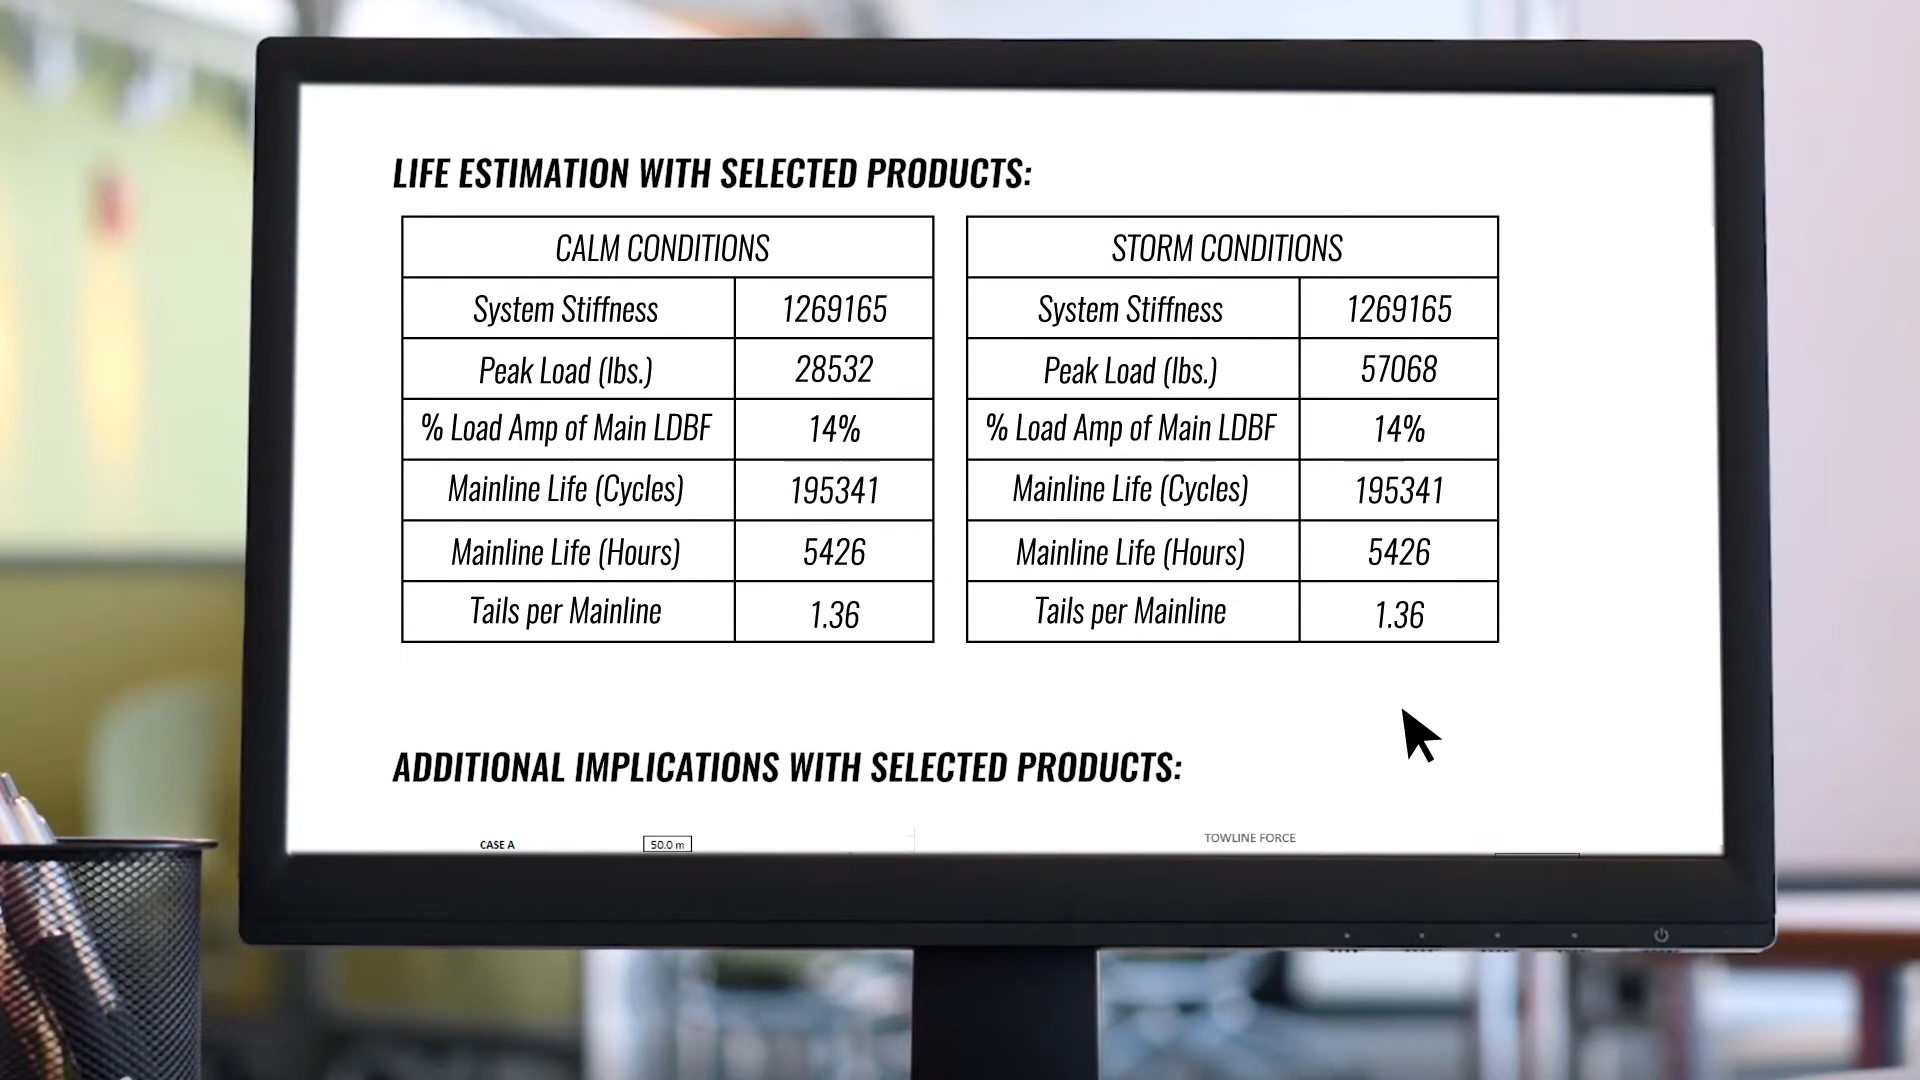 LIFE ESTIMATION WITH SELECTED PRODUCTS:
CALM CONDITIONS
System Stiffness 1269165
Peak Load (lbs.) 28532
% Load Amp of Main LDBF 14%
Mainline Life (Cycles) 195341
Mainline Life (Hours) 5426
Tails per Mainline 1.36
STORM CONDITIONS
System Stiffness 1269165
Peak Load (lbs.) 57068
% Load Amp of Main LDBF 14%
Mainline Life (Cycles) 195341
Mainline Life (Hours) 5426
Tails per Mainline 1.36
ADDITIONAL IMPLICATIONS WITH SELECTED PRODUCTS:
CASE A 50.0 m
TOWLINE FORCE